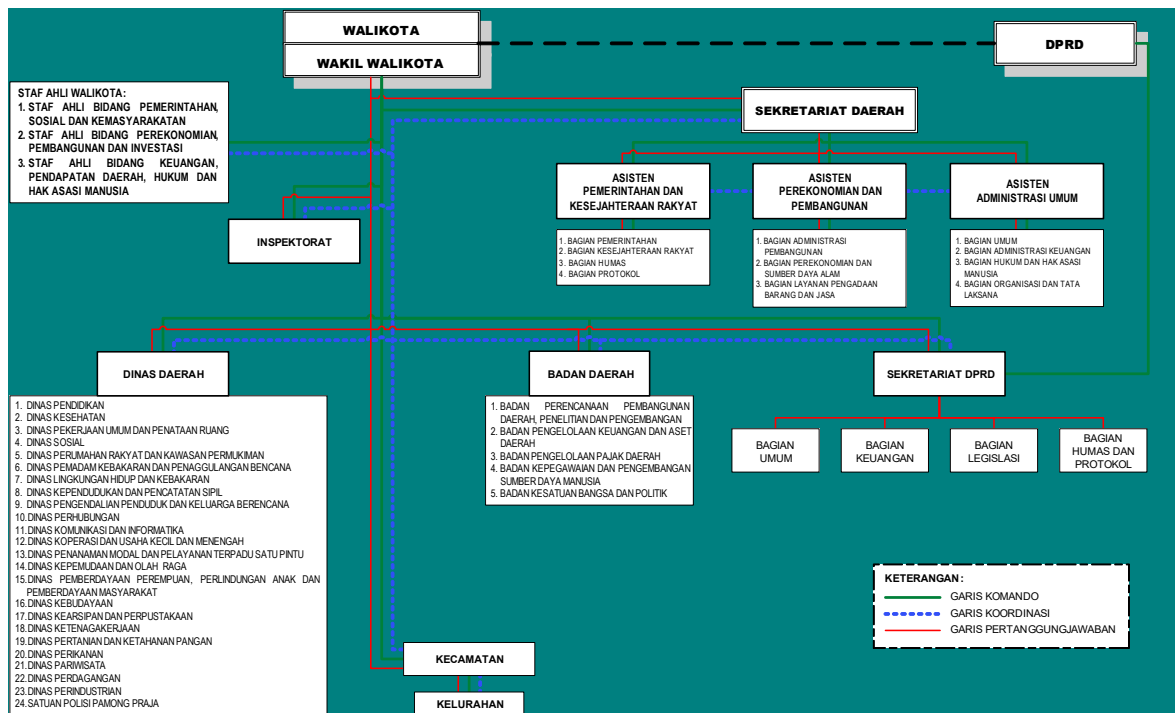 WALIKOTA
WAKIL WALIKOTA
DPRD
STAF AHLI WALIKOTA:
1. STAF AHLI BIDANG PEMERINTAHAN,
SOSIAL DAN KEMASYARAKATAN
2. STAF AHLI BIDANG PEREKONOMIAN,
PEMBANGUNAN DAN INVESTASI
3. STAF AHLI BIDANG KEUANGAN,
PENDAPATAN DAERAH, HUKUM DAN
HAK ASASI MANUSIA
SEKRETARIAT DAERAH
INSPEKTORAT
ASISTEN
PEMERINTAHAN DAN
KESEJAHTERAAN RAKYAT
ASISTEN
PEREKONOMIAN DAN
PEMBANGUNAN
ASISTEN
ADMINISTRASI UMUM
1. BAGIAN PEMERINTAHAN
2. BAGIAN KESEJAHTERAAN RAKYAT
3. BAGIAN HUMAS
4. BAGIAN PROTOKOL
1. BAGIAN ADMINISTRASI
PEMBANGUNAN
2. BAGIAN PEREKONOMIAN DAN
SUMBER DAYA ALAM
3. BAGIAN LAYANAN PENGADAAN
BARANG DAN JASA
1. BAGIAN UMUM
2. BAGIAN ADMINISTRASI KEUANGAN
3. BAGIAN HUKUM DAN HAK ASASI
MANUSIA
4. BAGIAN ORGANISASI DAN TATA
LAKSANA
DINAS DAERAH
1. DINAS PENDIDIKAN
2. DINAS KESEHATAN
3. DINAS PEKERJAAN UMUM DAN PENATAAN RUANG
4. DINAS SOSIAL
5. DINAS PERUMAHAN RAKYAT DAN KAWASAN PERMUKIMAN
6. DINAS PEMADAM KEBAKARAN DAN PENAGGULANGAN BENCANA
7. DINAS LINGKUNGAN HIDUP DAN KEBAKARAN
8. DINAS KEPENDUDUKAN DAN PENCATATAN SIPIL
9. DINAS PENGENDALIAN PENDUDUK DAN KELUARGA BERENCANA
10. DINAS PERHUBUNGAN
11. DINAS KOMUNIKASI DAN INFORMATIKA
12. DINAS KOPERASI DAN USAHA KECIL DAN MENENGAH
13. DINAS PENANAMAN MODAL DAN PELAYANAN TERPADU SATU PINTU
14. DINAS KEPEMUDAAN DAN OLAH RAGA
15. DINAS PEMBERDAYAAN PEREMPUAN, PERLINDUNGAN ANAK DAN
PEMBERDAYAAN MASYARAKAT
16. DINAS KEBUDAYAAN
17. DINAS KEARSIPAN DAN PERPUSTAKAAN
18. DINAS KETENAGAKERJAAN
19. DINAS PERTANIAN DAN KETAHANAN PANGAN
20. DINAS PERIKANAN
21. DINAS PARIWISATA
22. DINAS PERDAGANGAN
23. DINAS PERINDUSTRIAN
24. SATUAN POLISI PAMONG PRAJA
BADAN DAERAH
1. BADAN PERENCANAAN PEMBANGUNAN
DAERAH, PENELITIAN DAN PENGEMBANGAN
2. BADAN PENGELOLAAN KEUANGAN DAN ASET
DAERAH
3. BADAN PENGELOLAAN PAJAK DAERAH
4. BADAN KEPEGAWAIAN DAN PENGEMBANGAN
SUMBER DAYA MANUSIA
5. BADAN KESATUAN BANGSA DAN POLITIK
SEKRETARIAT DPRD
BAGIAN
UMUM
BAGIAN
KEUANGAN
BAGIAN
LEGISLASI
BAGIAN
HUMAS DAN
PROTOKOL
KETERANGAN :
GARIS KOMANDO
GARIS KOORDINASI
GARIS PERTANGGUNGJAWABAN
KECAMATAN
KELURAHAN